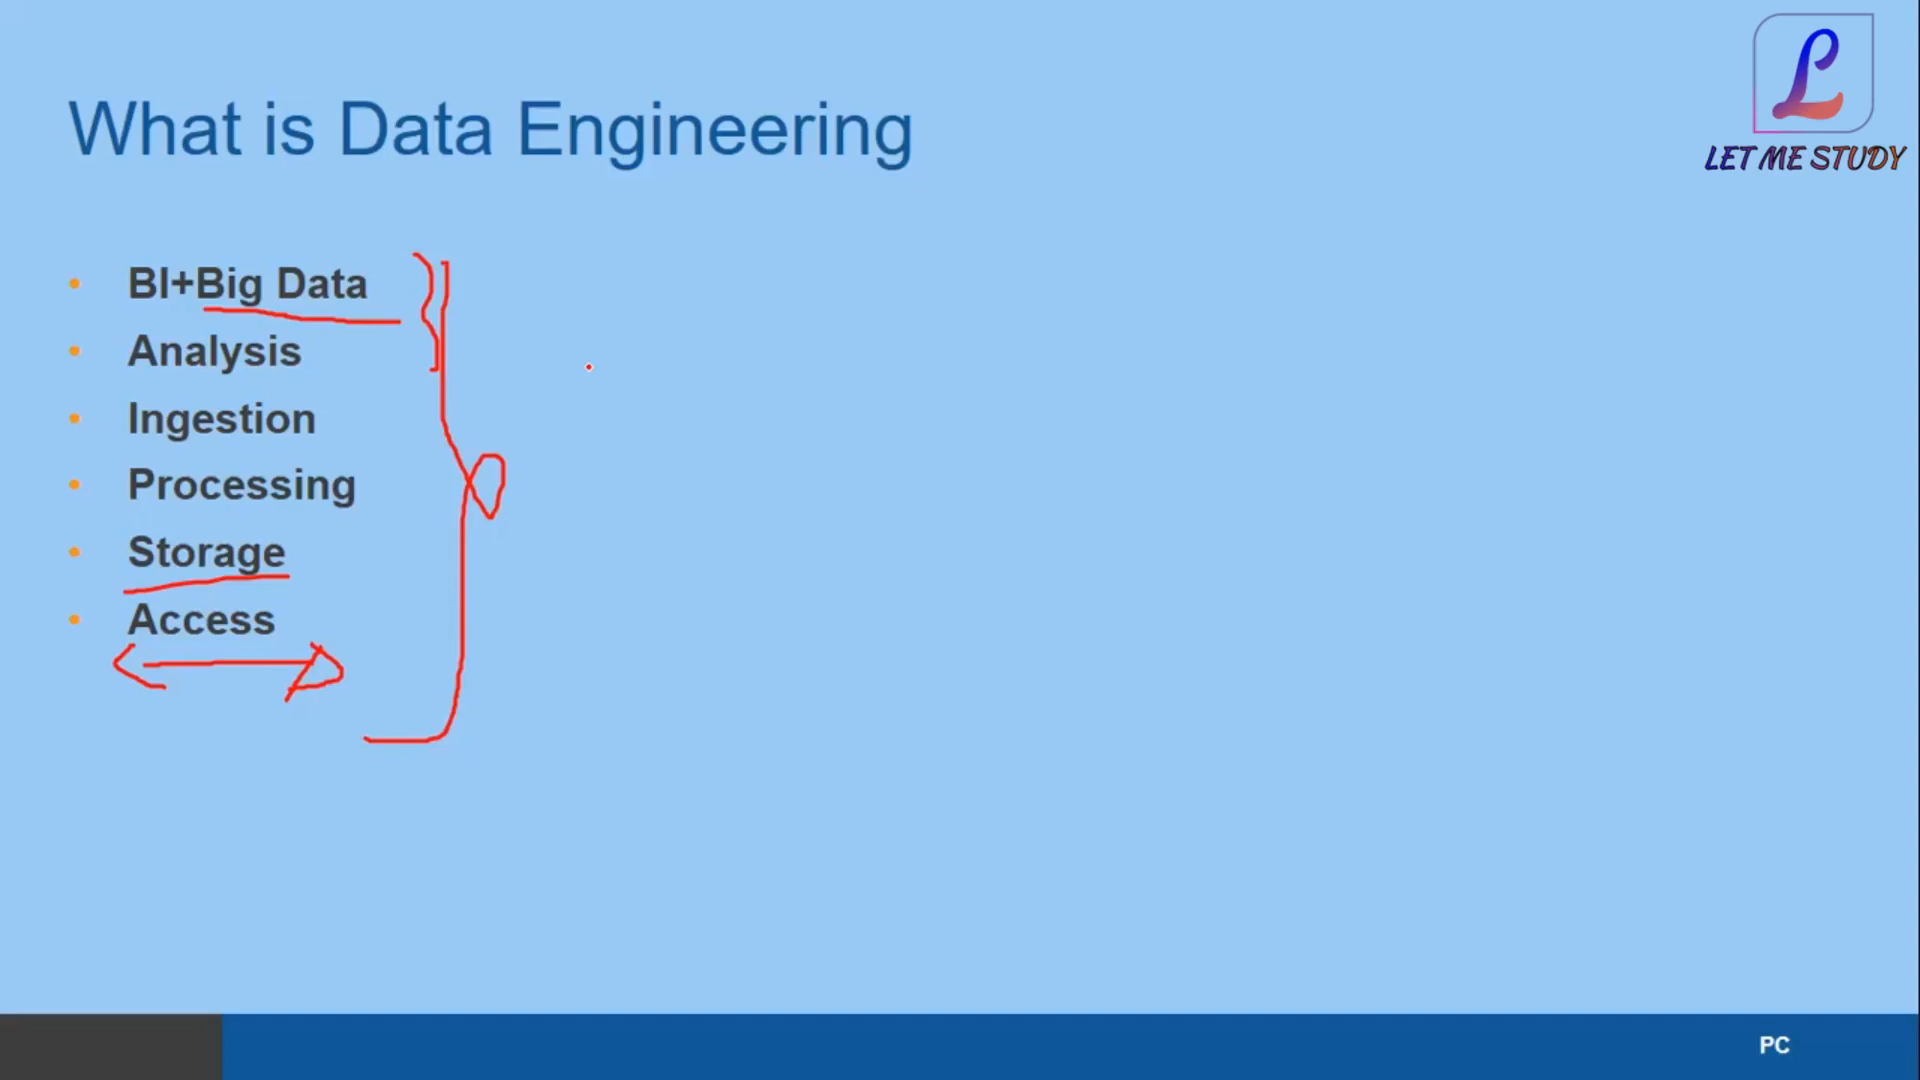 What is Data Engineering
LET ME STUDY
BI+Big Data
Analysis
Ingestion
Processing
Storage
Access
PC